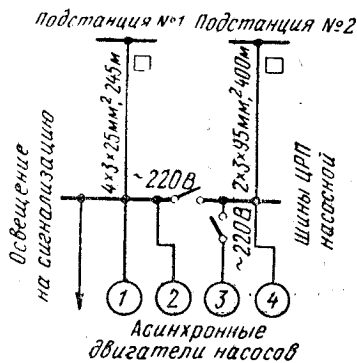 Подстанция №1 Подстанция №2
4×3×25мм², 245м
2×3×95мм², 400м
Освещение
на сигнализацию
~220В
~220В
Шины ЦРП
насосной
1 2 3 4
Асинхронные
двигатели насосов